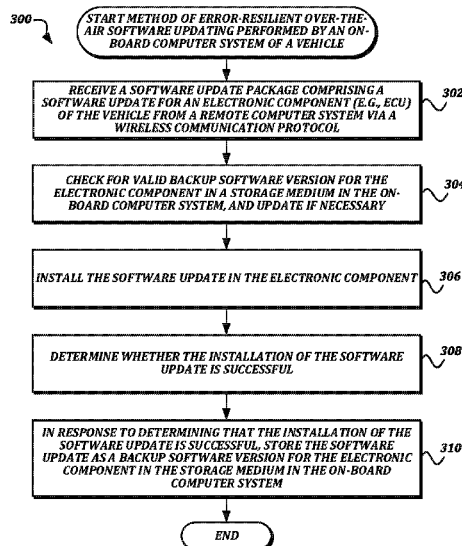 300
START METHOD OF ERROR-RESILIENT OVER-THE-
AIR SOFTWARE UPDATING PERFORMED BY AN ON-
BOARD COMPUTER SYSTEM OF A VEHICLE
RECEIVE A SOFTWARE UPDATE PACKAGE COMPRISING A
SOFTWARE UPDATE FOR AN ELECTRONIC COMPONENT (E.G., ECU)
OF THE VEHICLE FROM A REMOTE COMPUTER SYSTEM VIA A
WIRELESS COMMUNICATION PROTOCOL
302
CHECK FOR VALID BACKUP SOFTWARE VERSION FOR THE
ELECTRONIC COMPONENT IN A STORAGE MEDIUM IN THE ON-
BOARD COMPUTER SYSTEM, AND UPDATE IF NECESSARY
304
INSTALL THE SOFTWARE UPDATE IN THE ELECTRONIC COMPONENT
306
DETERMINE WHETHER THE INSTALLATION OF THE SOFTWARE
UPDATE IS SUCCESSFUL
308
IN RESPONSE TO DETERMINING THAT THE INSTALLATION OF THE
SOFTWARE UPDATE IS SUCCESSFUL, STORE THE SOFTWARE
UPDATE AS A BACKUP SOFTWARE VERSION FOR THE ELECTRONIC
COMPONENT IN THE STORAGE MEDIUM IN THE ON-BOARD
COMPUTER SYSTEM
310
END